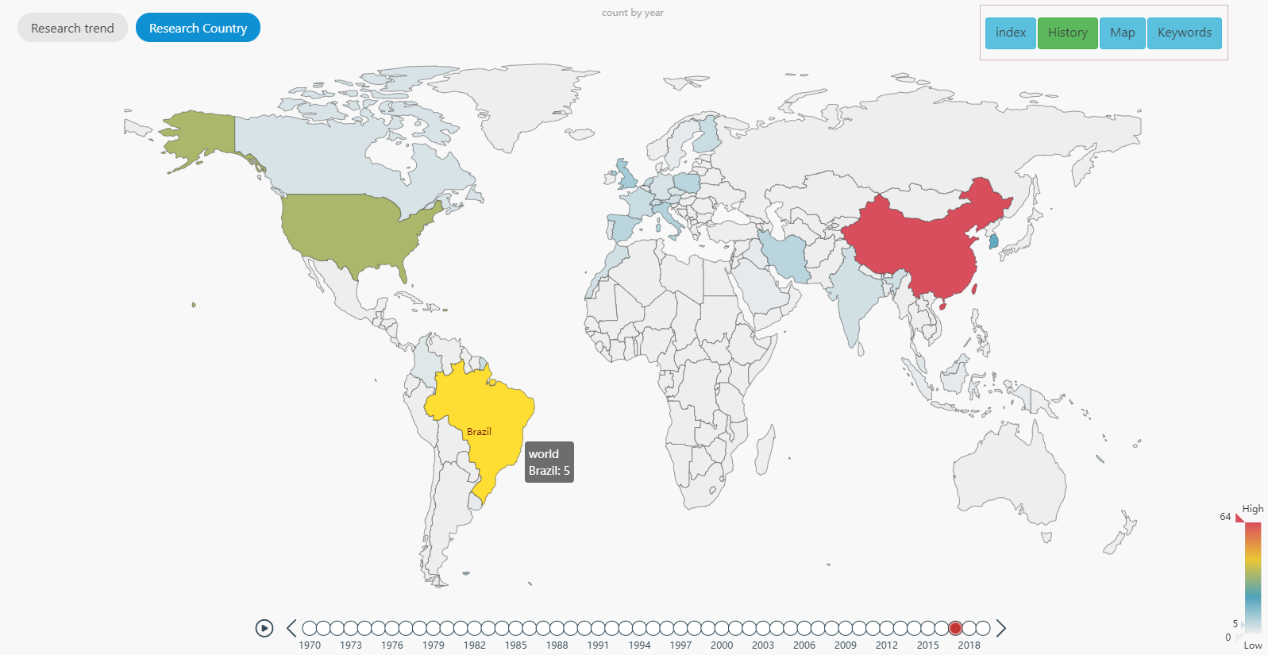 count by year
Research trend
Research Country
index
History
Map
Keywords
Brazil
world
Brazil: 5
High
64
5
0
Low
1970 1973 1976 1979 1982 1985 1988 1991 1994 1997 2000 2003 2006 2009 2012 2015 2018